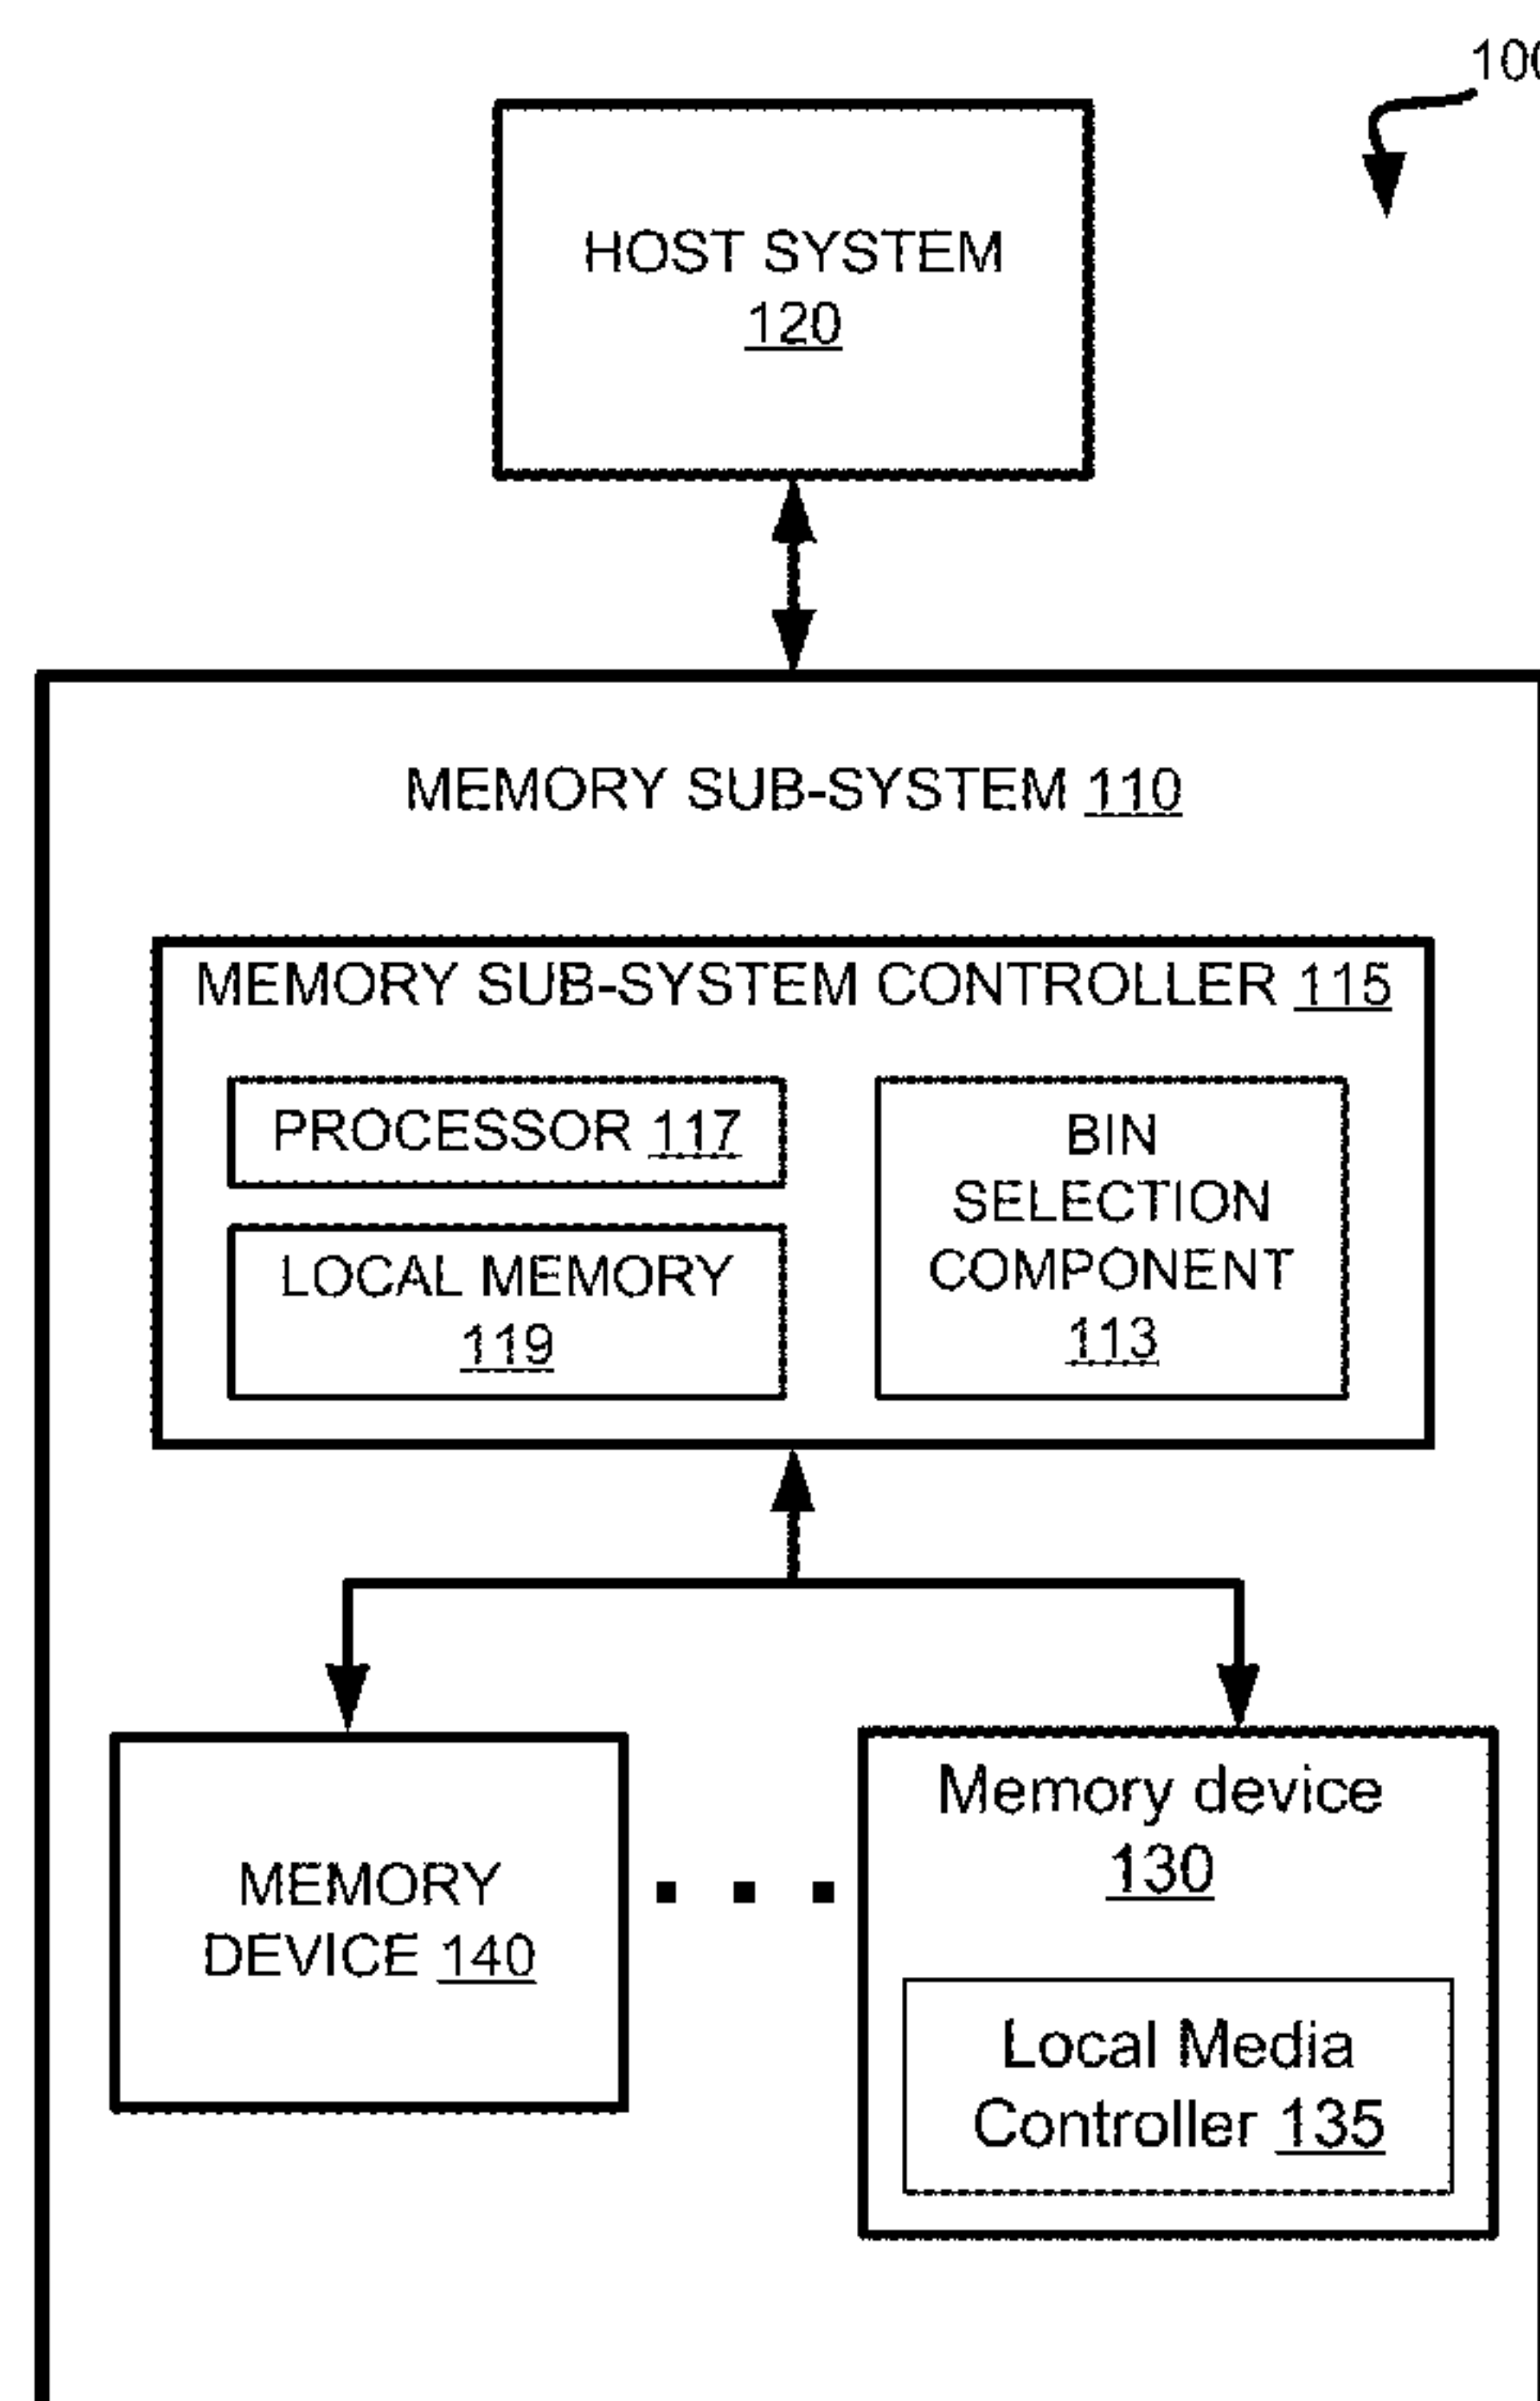 100
HOST SYSTEM
120
MEMORY SUB-SYSTEM 110
MEMORY SUB-SYSTEM CONTROLLER 115
PROCESSOR 117
LOCAL MEMORY
119
BIN
SELECTION
COMPONENT
113
MEMORY
DEVICE 140
Memory device
130
Local Media
Controller 135